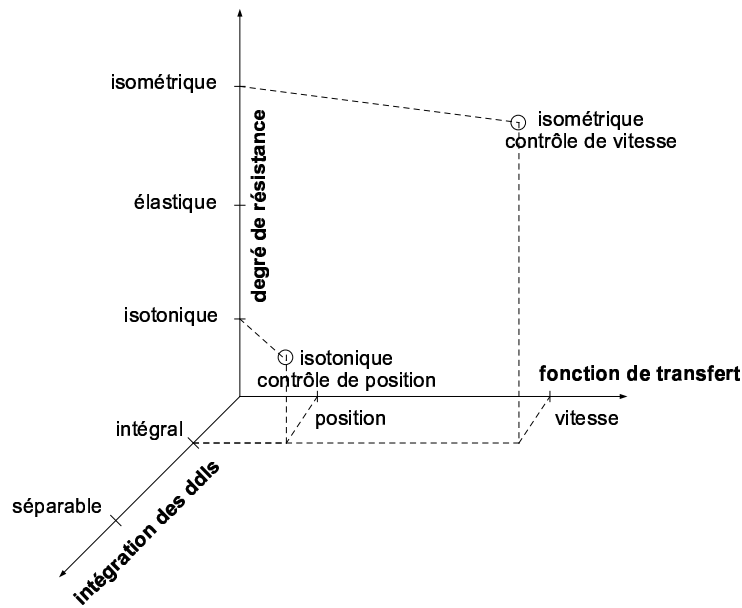 isométrique
isométrique
contrôle de vitesse
degré de résistance
élastique
isotonique
isotonique
contrôle de position
fonction de transfert
position
vitesse
intégral
séparable
intégration des ddls